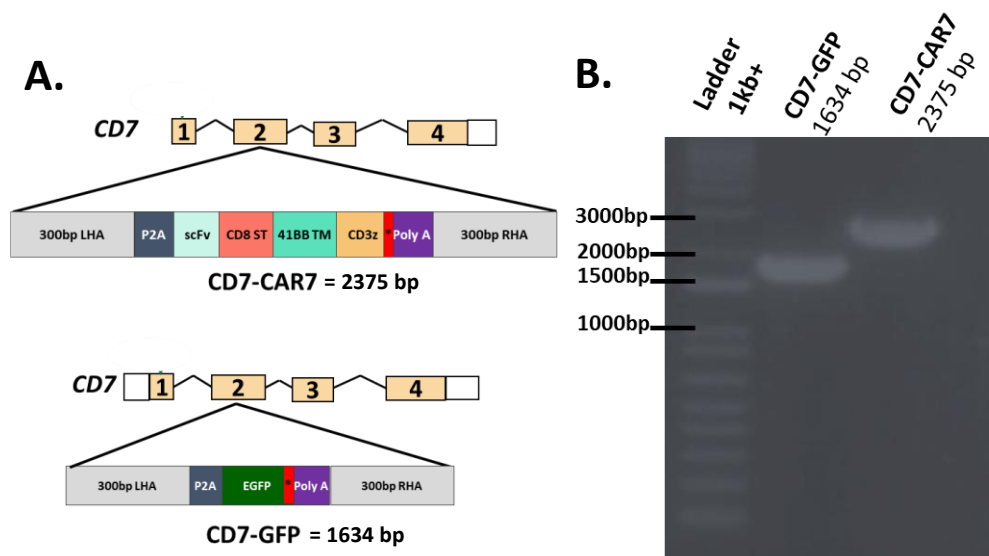 A.
CD7
1 2 3 4
300bp LHA P2A scFv CD8 ST 41BB TM CD3z * Poly A 300bp RHA
CD7-CAR7 = 2375 bp
CD7
1 2 3 4
300bp LHA P2A EGFP * Poly A 300bp RHA
CD7-GFP = 1634 bp
B.
Ladder
1kb+
CD7-GFP
1634 bp
CD7-CAR7
2375 bp
3000bp
2000bp
1500bp
1000bp